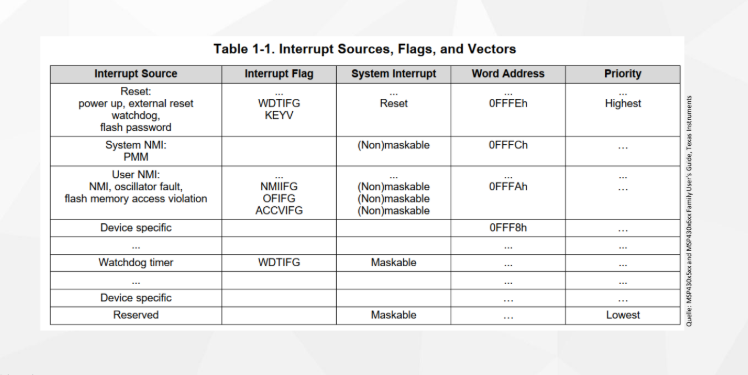 Table 1-1. Interrupt Sources, Flags, and Vectors
Interrupt Source Interrupt Flag System Interrupt Word Address Priority
Reset: ... ... ... ...
power up, external reset WDTIFG Reset 0FFFEh Highest
watchdog, KEYV
flash password
System NMI: (Non)maskable 0FFFCh ...
PMM
User NMI: ... ... ... ...
NMI, oscillator fault, NMIIFG (Non)maskable 0FFFAh ...
flash memory access violation OFIFG (Non)maskable
ACCVIFG (Non)maskable
Device specific 0FFF8h ...
... ... ...
Watchdog timer WDTIFG Maskable ... ...
... ... ...
Device specific ... ...
Reserved Maskable ... Lowest
Quelle: MSP430x5xx and MSP430x6xx Family User's Guide, Texas Instruments